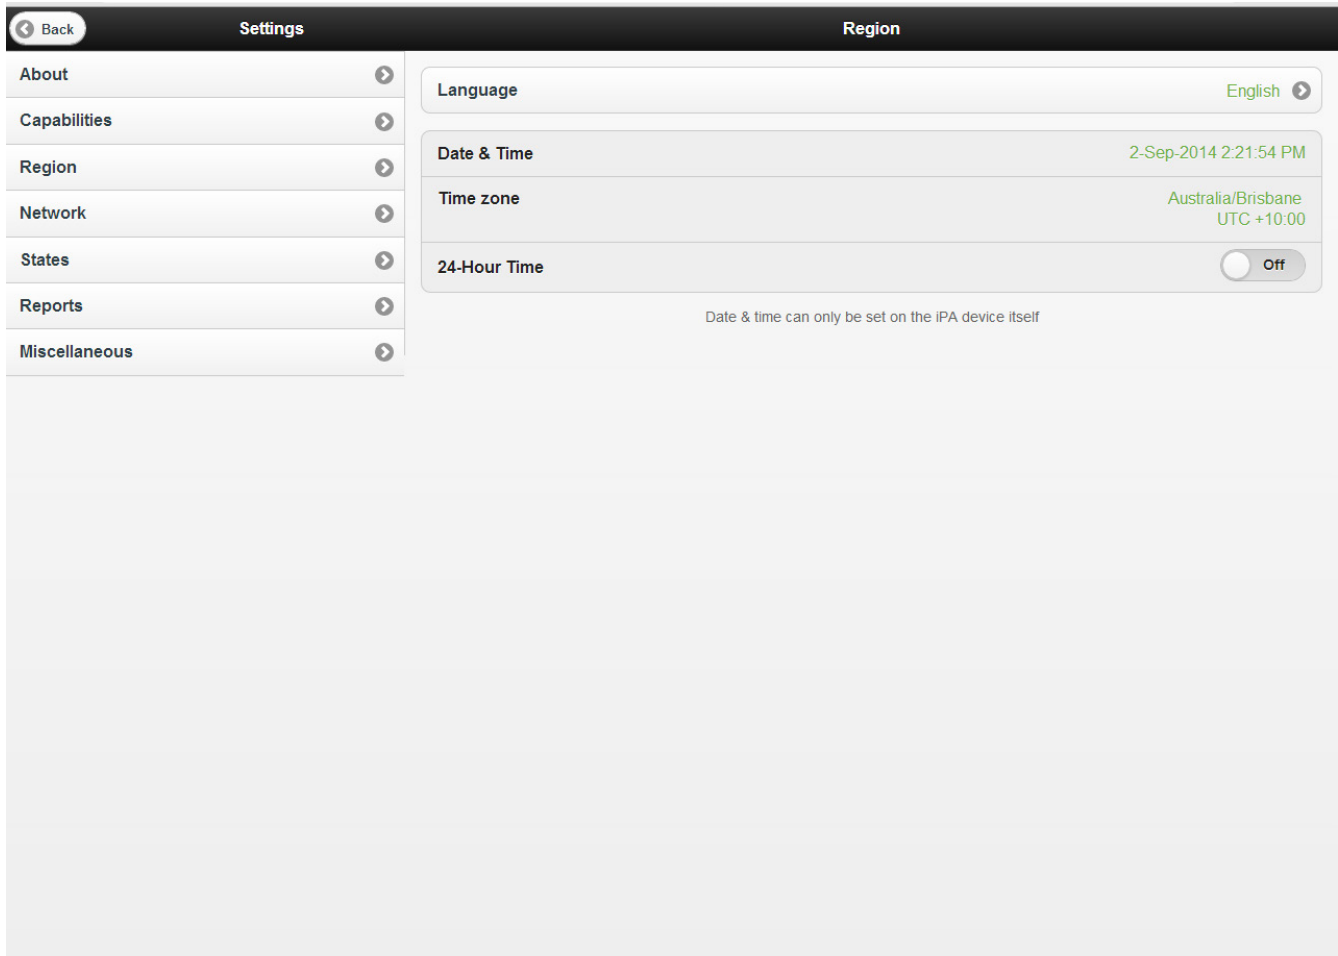 Back
Settings
Region
About
Capabilities
Region
Network
States
Reports
Miscellaneous
Language English
Date & Time 2-Sep-2014 2:21:54 PM
Time zone Australia/Brisbane
UTC +10:00
24-Hour Time Off
Date & time can only be set on the iPA device itself